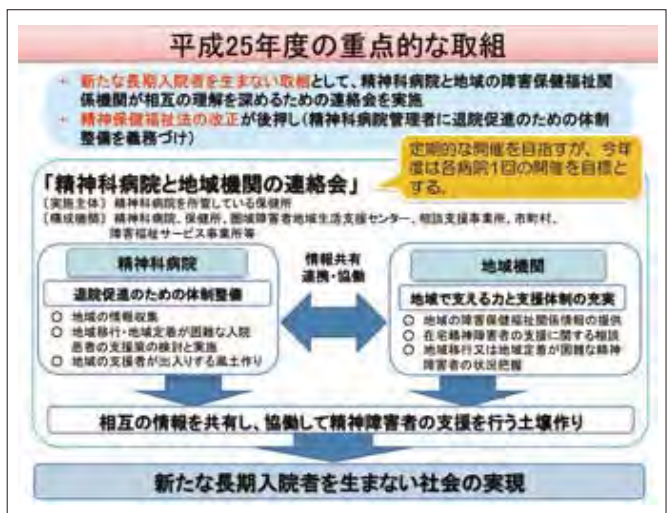 平成25年度の重点的な取組
・ 新たな長期入院者を生まない取組として、精神科病院と地域の障害保健福祉関
係機関が相互の理解を深めるための連絡会を実施
・ 精神保健福祉法の改正が後押し(精神科病院管理者に退院促進のための体制
整備を義務づけ)
定期的な開催を目指すが、今年
度は各病院1回の開催を目標と
する。
「精神科病院と地域機関の連絡会」
(実施主体) 精神科病院を所管している保健所
(構成機関) 精神科病院、保健所、圏域障害者地域生活支援センター、相談支援事業所、市町村、
障害福祉サービス事業所等
精神科病院
退院促進のための体制整備
○ 地域の情報収集
○ 地域移行・地域定着が困難な入院
患者の支援策の検討と実施
○ 地域の支援者が出入りする風土作り
情報共有
連携・協働
地域機関
地域で支える力と支援体制の充実
○ 地域の障害保健福祉関係情報の提供
○ 在宅精神障害者の支援に関する相談
○ 地域移行又は地域定着が困難な精神
障害者の状況把握
相互の情報を共有し、協働して精神障害者の支援を行う土壌作り
新たな長期入院者を生まない社会の実現